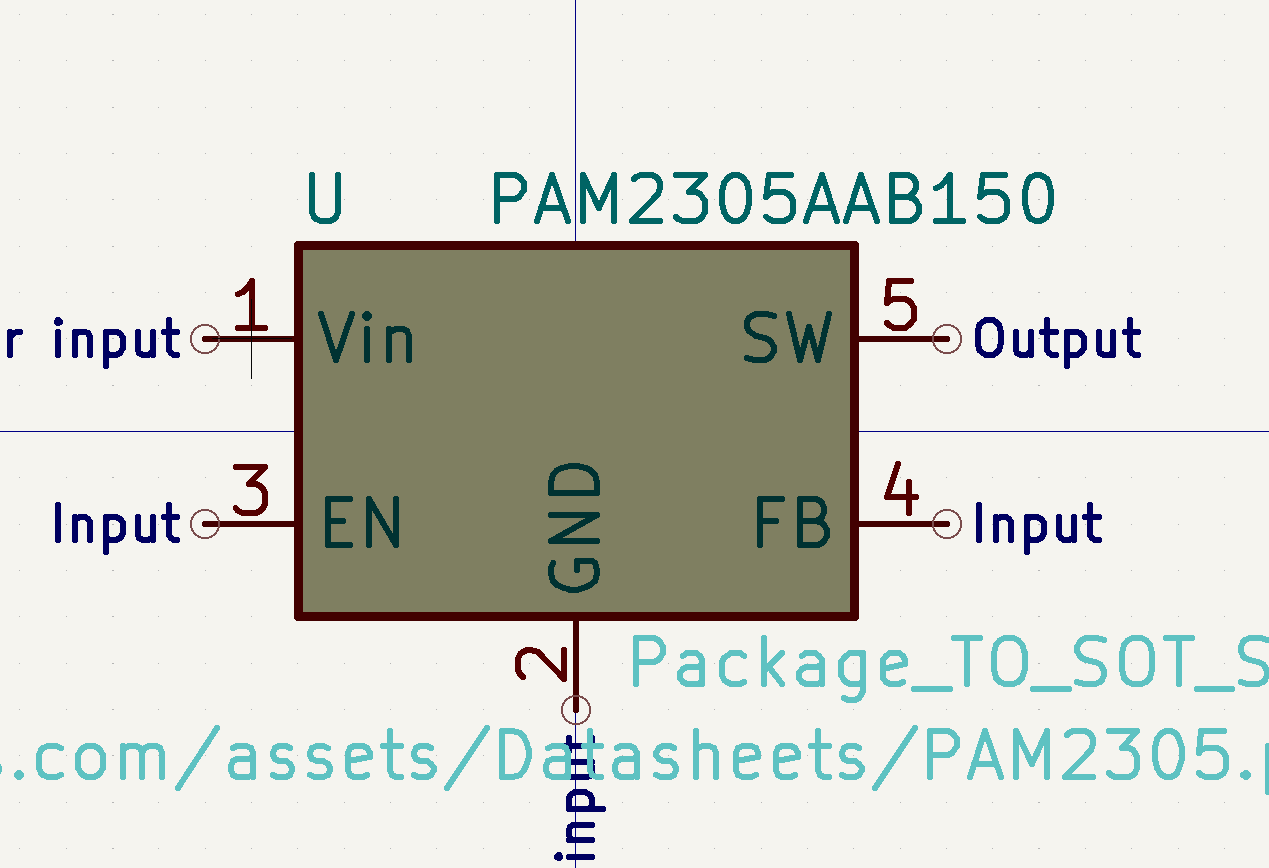 U PAM2305AAB150
1 5
r input Vin SW Output
3 4
Input EN FB Input
GND
2
Package_TO_SOT_S
.com/assets/Datasheets/PAM2305.
input